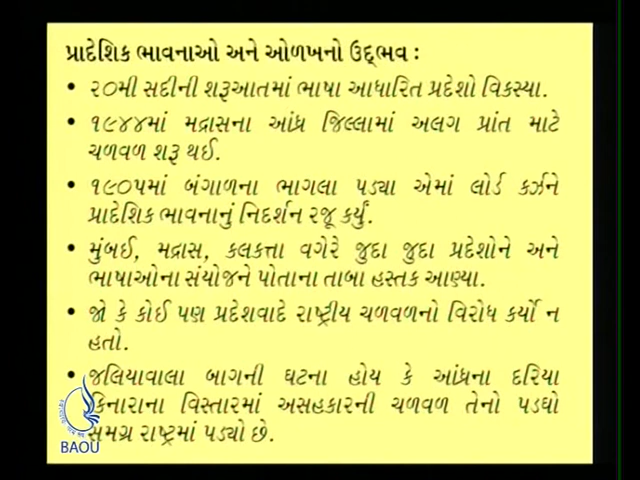 પ્રાદેશિક ભાવનાઓ અને ઓળખનો ઉદ્ભવ :
• ૨૦મી સદીની શરૂઆતમાં ભાષા આધારિત પ્રદેશો વિકસ્યા.
• ૧૯૪૪માં મદ્રાસના આંધ્ર જિલ્લામાં અલગ પ્રાંત માટે
ચળવળ શરૂ થઈ.
• ૧૯૦૫માં બંગાળના ભાગલા પડ્યા એમાં લોર્ડ કર્ઝને
પ્રાદેશિક ભાવનાનું નિદર્શન રજૂ કર્યું.
• મુંબઈ, મદ્રાસ, કલકત્તા વગેરે જુદા જુદા પ્રદેશોને અને
ભાષાઓના સંયોજને પોતાના તાબા હસ્તક આણ્યા.
• જો કે કોઈ પણ પ્રદેશવાદે રાષ્ટ્રીય ચળવળનો વિરોધ કર્યો ન
હતો.
• જલિયાવાલા બાગની ઘટના હોય કે આંધ્રના દરિયા
કિનારાના વિસ્તારમાં અસહકારની ચળવળ તેનો પડઘો
સમગ્ર રાષ્ટ્રમાં પડ્યો છે.
BAOU